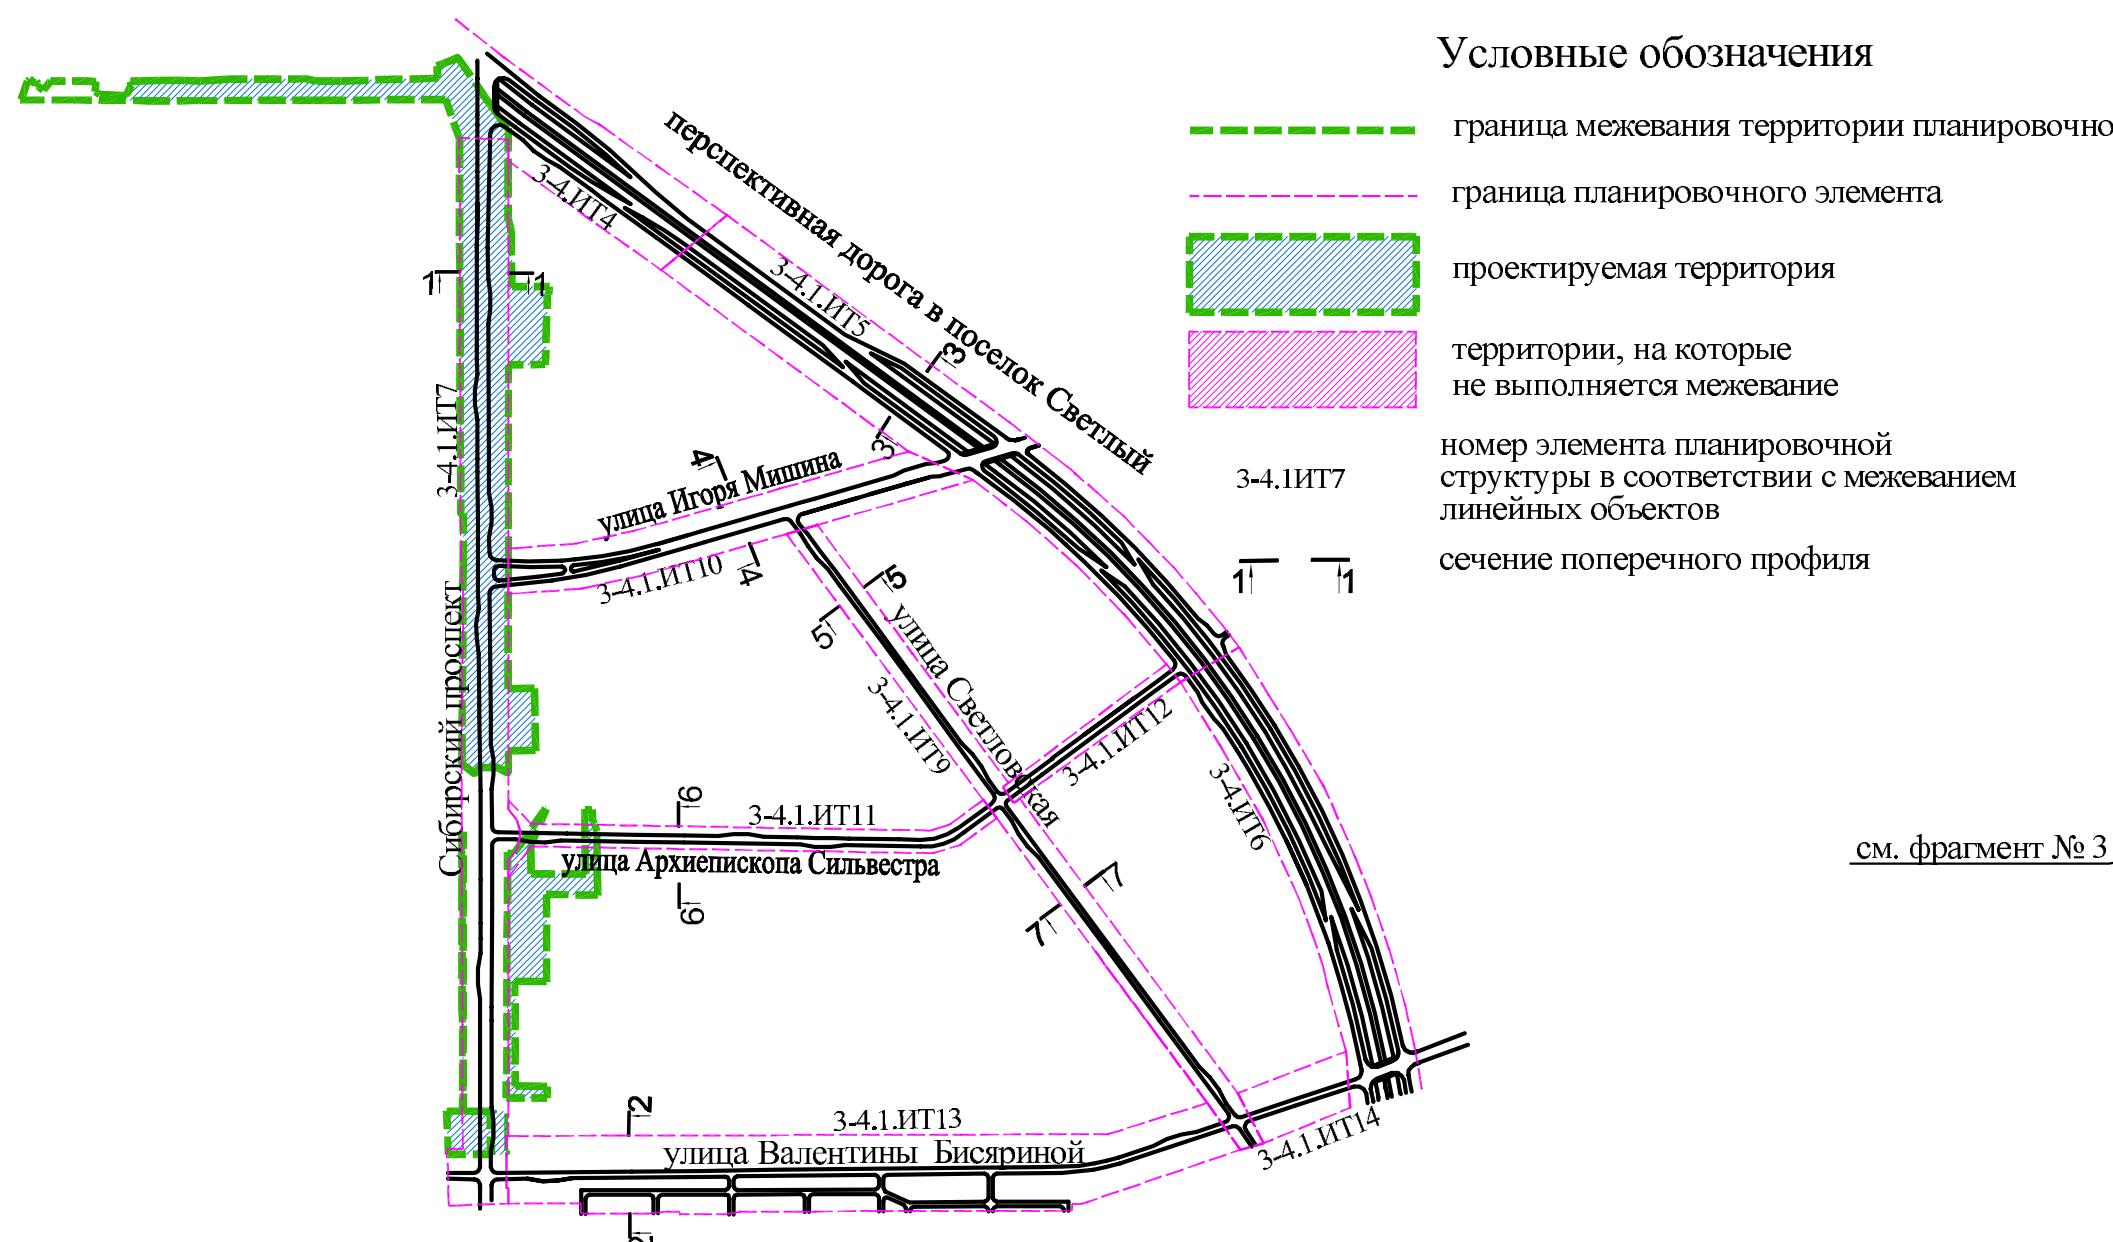 Условные обозначения
граница межевания территории планировочно
граница планировочного элемента
проектируемая территория
территории, на которые
не выполняется межевание
3-4.1ИТ7
номер элемента планировочной
структуры в соответствии с межеванием
линейных объектов
1 1
сечение поперечного профиля
см. фрагмент № 3
перспективная дорога в поселок Светлый
3-4.ИТ4
3-4.1.ИТ5
1 1
3-4.1.ИТ7
3
3
4
улица Игоря Мишина
3-4.1.ИТ10
4
5
5
улица Светловская
3-4.1.ИТ9
3-4.1.ИТ12
3-4.ИТ6
Сибирский проспект
6
3-4.1.ИТ11
улица Архиепископа Сильвестра
6
7
7
2
3-4.1.ИТ13
улица Валентины Бисяриной
3-4.1.ИТ14
2